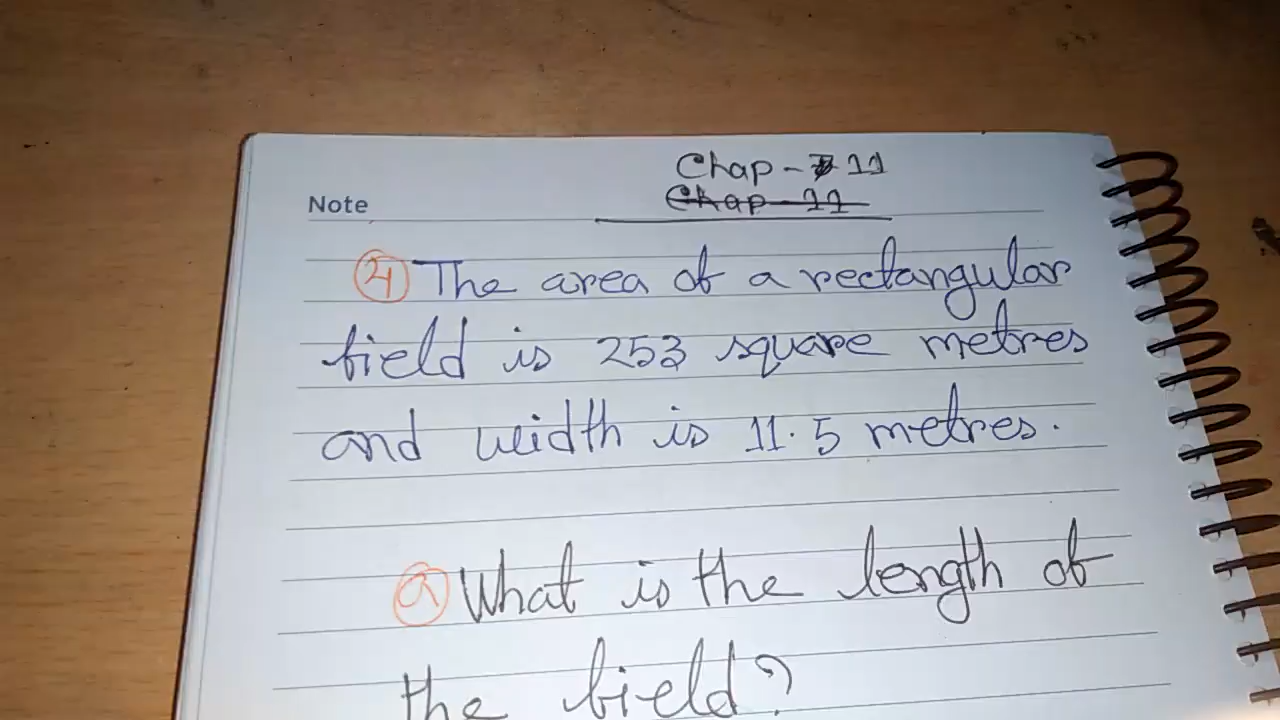 Chap - 11
Chap - 11
Note
4 The area of a rectangular
field is 253 square metres
and width is 11.5 metres.
a What is the length of
the field?